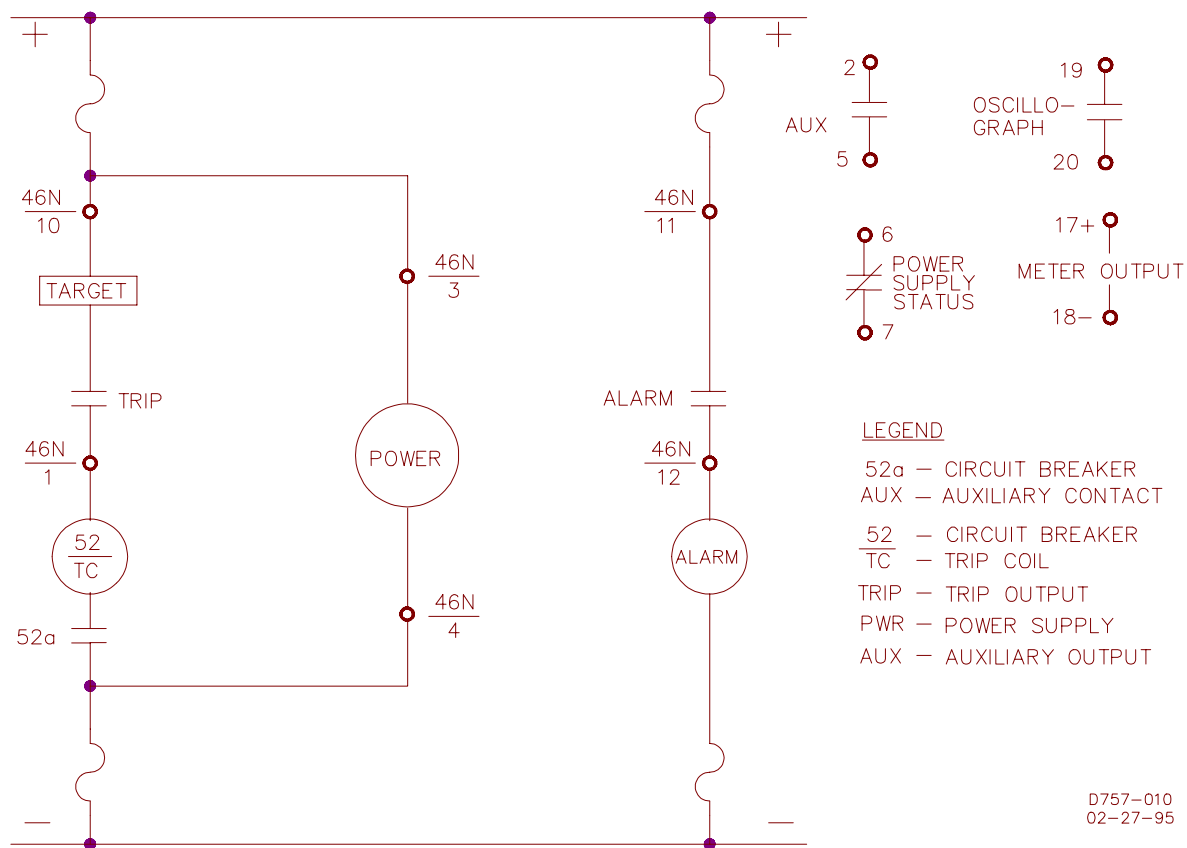 +
+
46N
10
TARGET
TRIP
46N
1
52
TC
52a
46N
3
POWER
46N
4
46N
11
ALARM
46N
12
ALARM
—
—
2
AUX
5
19
OSCILLO-
GRAPH
20
6
POWER
SUPPLY
STATUS
7
17+
METER OUTPUT
18-
LEGEND
52a – CIRCUIT BREAKER
AUX – AUXILIARY CONTACT
52 – CIRCUIT BREAKER
TC – TRIP COIL
TRIP – TRIP OUTPUT
PWR – POWER SUPPLY
AUX – AUXILIARY OUTPUT
D757-010
02-27-95